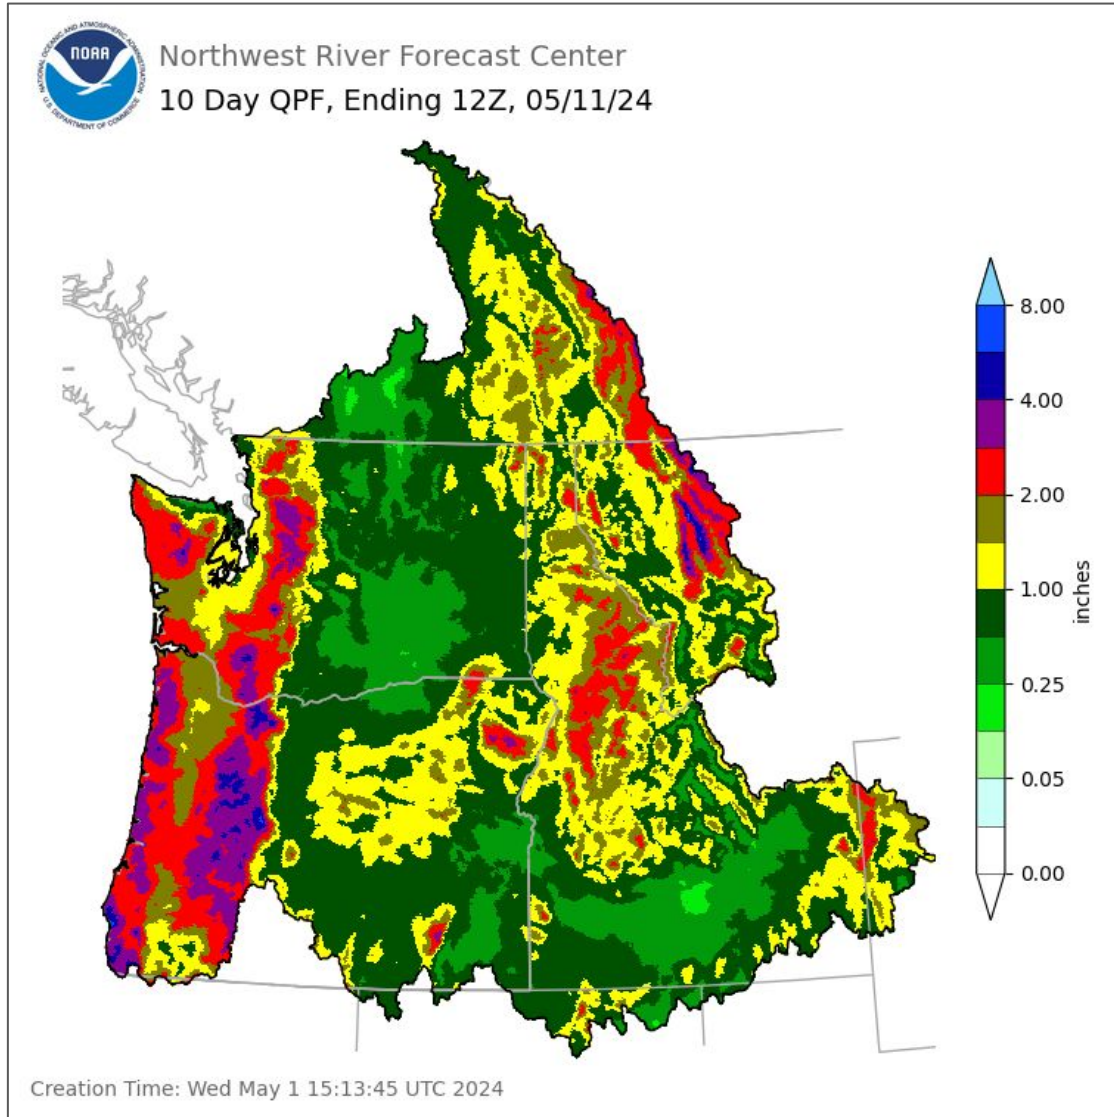 NATIONAL OCEANIC AND ATMOSPHERIC ADMINISTRATION
NOAA
U.S. DEPARTMENT OF COMMERCE
Northwest River Forecast Center
10 Day QPF, Ending 12Z, 05/11/24
8.00
4.00
2.00
1.00
inches
0.25
0.05
0.00
Creation Time: Wed May 1 15:13:45 UTC 2024